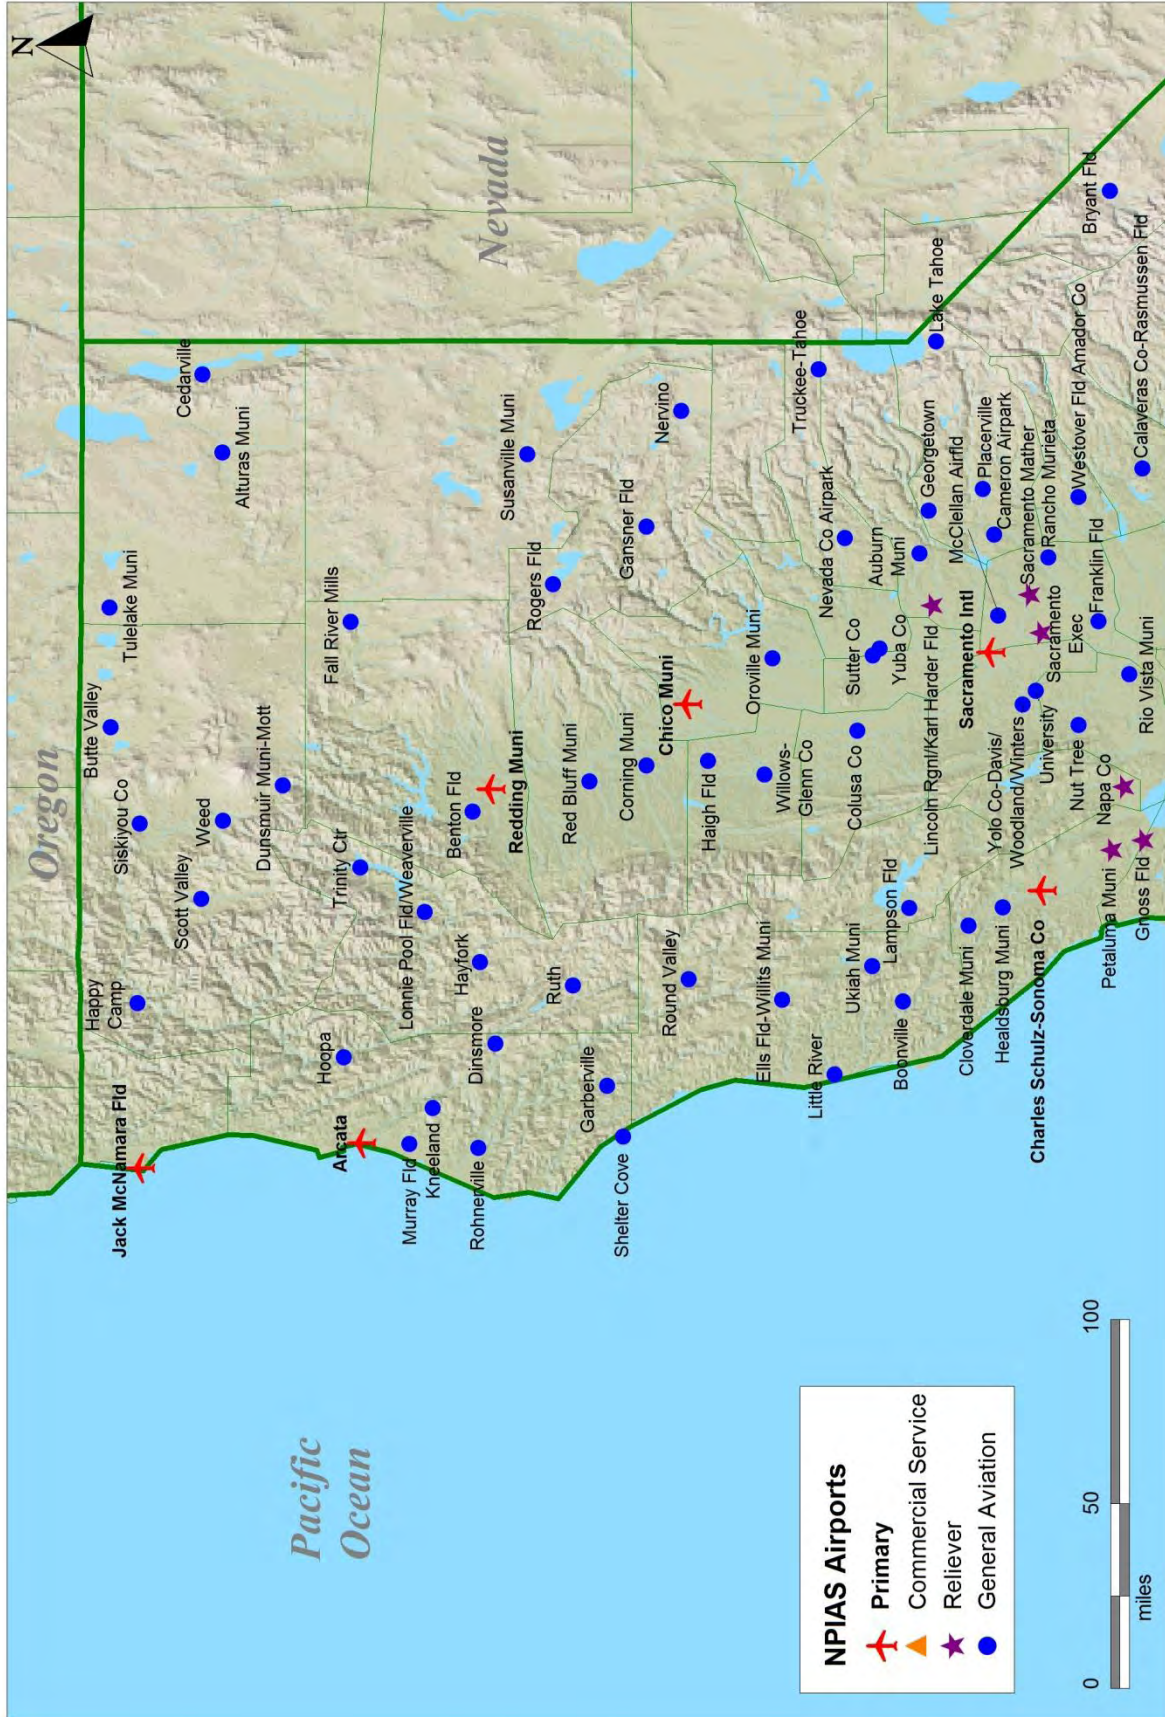 N
Oregon
Nevada
Pacific
Ocean
Jack McNamara Fld
Happy
Camp
Scott Valley
Siskiyou Co
Butte Valley
Tulelake Muni
Cedarville
Alturas Muni
Weed
Dunsmuir Muni-Mott
Hoopa
Arcata
Trinity Ctr
Fall River Mills
Murray Fld
Kneeland
Lonnie Pool Fld/Weaverville
Rohnerville
Dinsmore
Hayfork
Benton Fld
Redding Muni
Susanville Muni
Rogers Fld
Ruth
Garberville
Shelter Cove
Red Bluff Muni
Corning Muni
Gansner Fld
Nervino
Chico Muni
Round Valley
Haigh Fld
Ells Fld-Willits Muni
Willows-
Glenn Co
Oroville Muni
Truckee-Tahoe
Little River
Nevada Co Airpark
Ukiah Muni
Colusa Co
Sutter Co
Yuba Co
Auburn
Muni
Boonville
Lampson Fld
Georgetown
Lake Tahoe
Lincoln Rgnl/Karl Harder Fld
McClellan Airfld
Cloverdale Muni
Sacramento Intl
Placerville
Cameron Airpark
Healdsburg Muni
Yolo Co-Davis/
Woodland/Winters
University
Sacramento Mather
Rancho Murieta
Charles Schulz-Sonoma Co
Sacramento
Exec
Nut Tree
Franklin Fld
Westover Fld/Amador Co
Bryant Fld
Petaluma Muni
Napa Co
Rio Vista Muni
Gnoss Fld
Calaveras Co-Rasmussen Fld
NPIAS Airports
Primary
Commercial Service
Reliever
General Aviation
0
50
100
miles